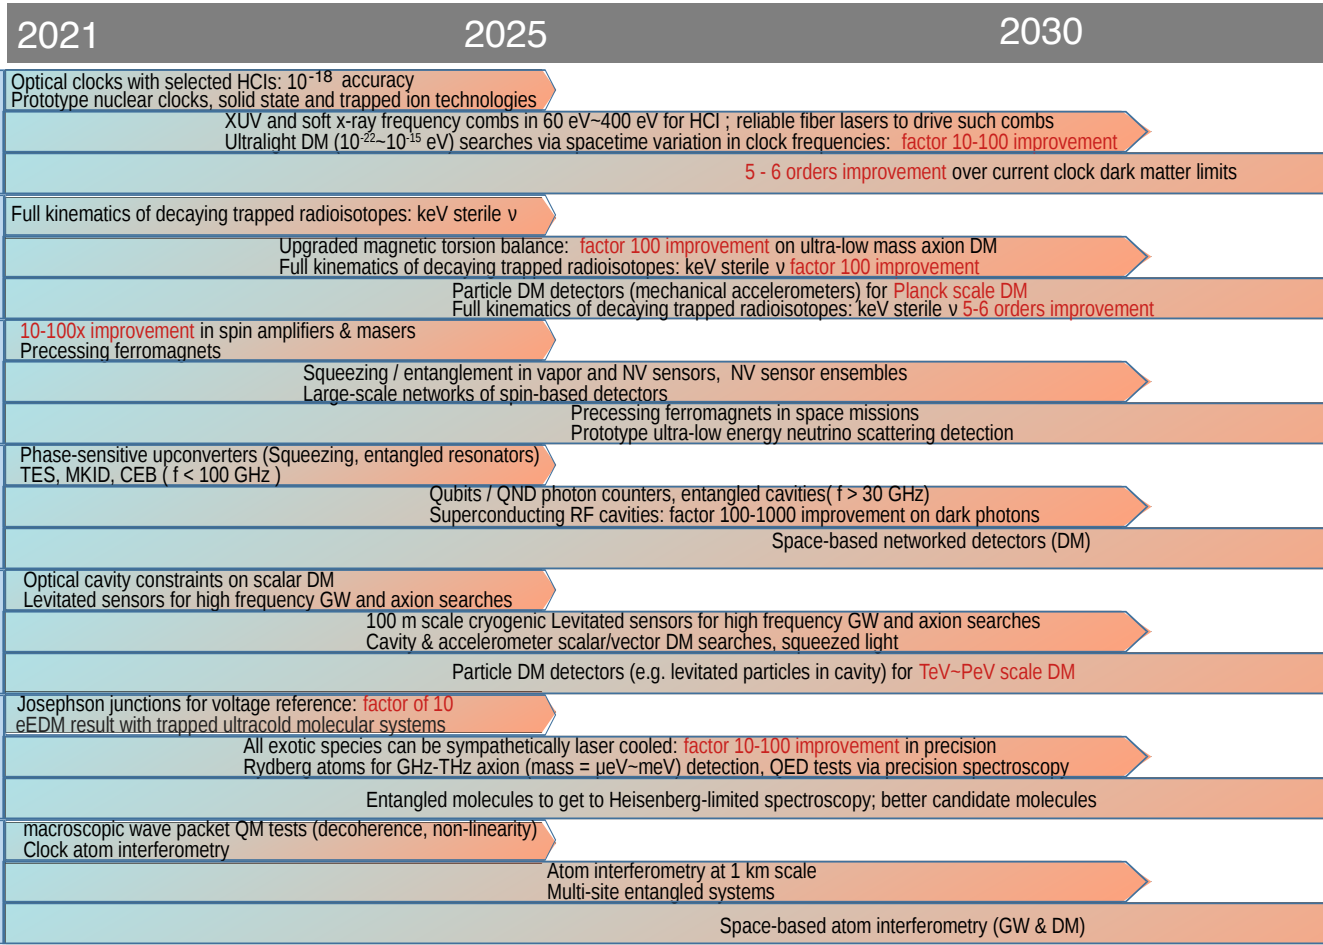 2021 2025 2030
Optical clocks with selected HCIs: 10⁻¹⁸ accuracy
Prototype nuclear clocks, solid state and trapped ion technologies
XUV and soft x-ray frequency combs in 60 eV~400 eV for HCI ; reliable fiber lasers to drive such combs
Ultralight DM (10⁻²²~10⁻¹⁵ eV) searches via spacetime variation in clock frequencies: factor 10-100 improvement
5 - 6 orders improvement over current clock dark matter limits
Full kinematics of decaying trapped radioisotopes: keV sterile ν
Upgraded magnetic torsion balance: factor 100 improvement on ultra-low mass axion DM
Full kinematics of decaying trapped radioisotopes: keV sterile ν factor 100 improvement
Particle DM detectors (mechanical accelerometers) for Planck scale DM
Full kinematics of decaying trapped radioisotopes: keV sterile ν 5-6 orders improvement
10-100x improvement in spin amplifiers & masers
Precessing ferromagnets
Squeezing / entanglement in vapor and NV sensors, NV sensor ensembles
Large-scale networks of spin-based detectors
Precessing ferromagnets in space missions
Prototype ultra-low energy neutrino scattering detection
Phase-sensitive upconverters (Squeezing, entangled resonators)
TES, MKID, CEB ( f < 100 GHz )
Qubits / QND photon counters, entangled cavities( f > 30 GHz)
Superconducting RF cavities: factor 100-1000 improvement on dark photons
Space-based networked detectors (DM)
Optical cavity constraints on scalar DM
Levitated sensors for high frequency GW and axion searches
100 m scale cryogenic Levitated sensors for high frequency GW and axion searches
Cavity & accelerometer scalar/vector DM searches, squeezed light
Particle DM detectors (e.g. levitated particles in cavity) for TeV~PeV scale DM
Josephson junctions for voltage reference: factor of 10
eEDM result with trapped ultracold molecular systems
All exotic species can be sympathetically laser cooled: factor 10-100 improvement in precision
Rydberg atoms for GHz-THz axion (mass = μeV~meV) detection, QED tests via precision spectroscopy
Entangled molecules to get to Heisenberg-limited spectroscopy; better candidate molecules
macroscopic wave packet QM tests (decoherence, non-linearity)
Clock atom interferometry
Atom interferometry at 1 km scale
Multi-site entangled systems
Space-based atom interferometry (GW & DM)